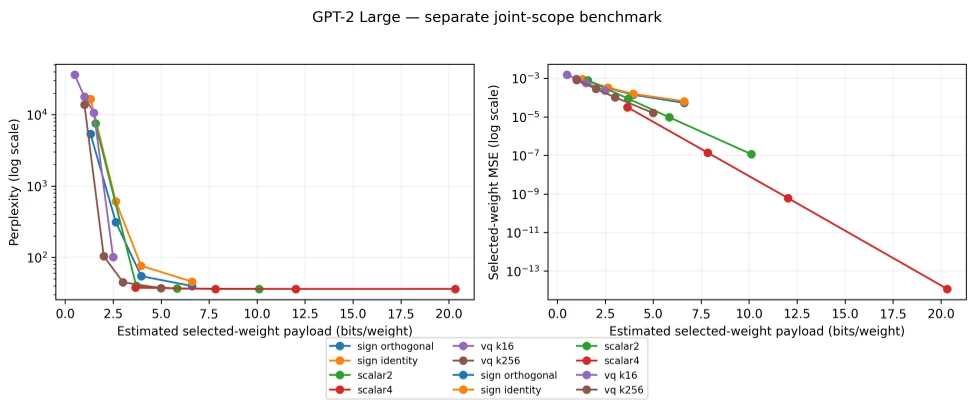 GPT-2 Large — separate joint-scope benchmark
Perplexity (log scale)
10⁴
10³
10²
0.0 2.5 5.0 7.5 10.0 12.5 15.0 17.5 20.0
Estimated selected-weight payload (bits/weight)
Selected-weight MSE (log scale)
10⁻³
10⁻⁵
10⁻⁷
10⁻⁹
10⁻¹¹
10⁻¹³
0.0 2.5 5.0 7.5 10.0 12.5 15.0 17.5 20.0
Estimated selected-weight payload (bits/weight)
sign orthogonal vq k16 scalar2
sign identity vq k256 scalar4
scalar2 sign orthogonal vq k16
scalar4 sign identity vq k256